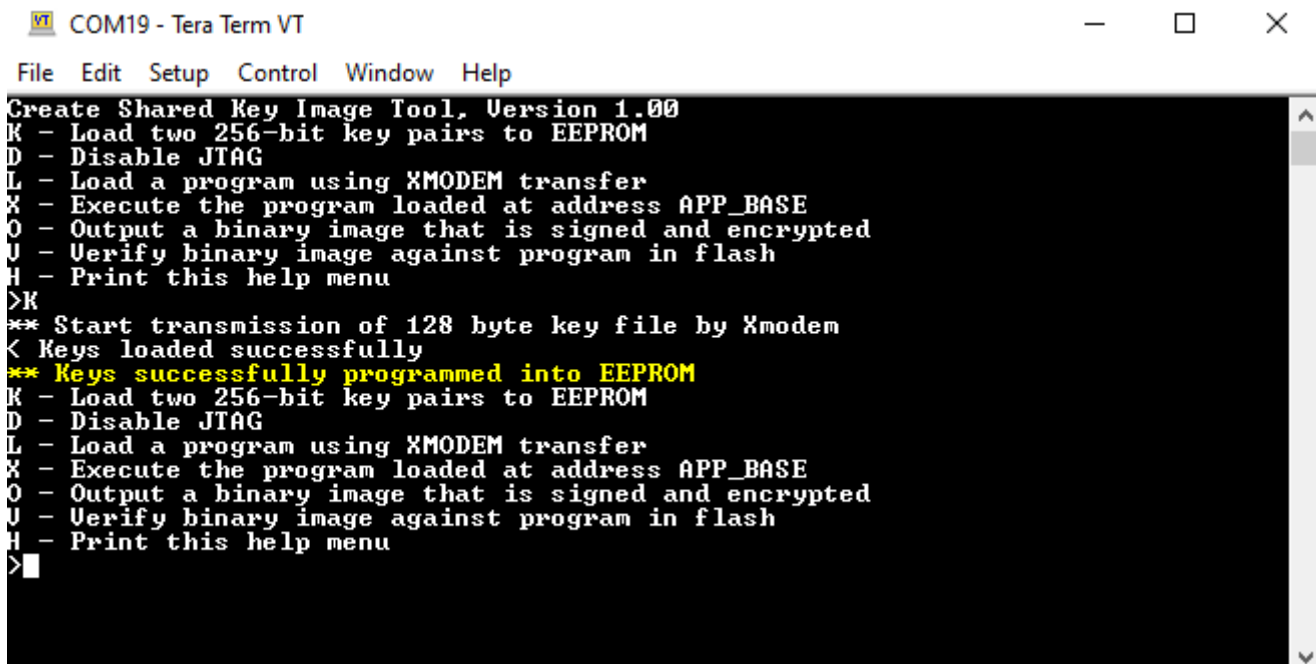 COM19 - Tera Term VT
File Edit Setup Control Window Help
Create Shared Key Image Tool, Version 1.00
K - Load two 256-bit key pairs to EEPROM
D - Disable JTAG
L - Load a program using XMODEM transfer
X - Execute the program loaded at address APP_BASE
O - Output a binary image that is signed and encrypted
V - Verify binary image against program in flash
H - Print this help menu
>K
** Start transmission of 128 byte key file by Xmodem
< Keys loaded successfully
** Keys successfully programmed into EEPROM
K - Load two 256-bit key pairs to EEPROM
D - Disable JTAG
L - Load a program using XMODEM transfer
X - Execute the program loaded at address APP_BASE
O - Output a binary image that is signed and encrypted
V - Verify binary image against program in flash
H - Print this help menu
>